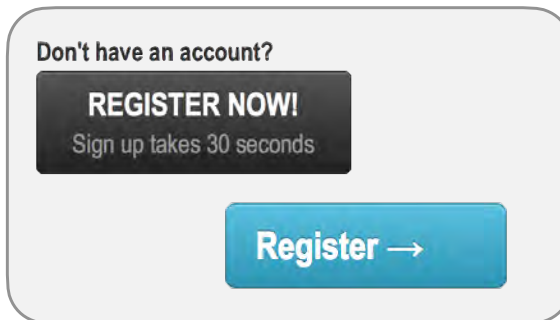 Don't have an account?
REGISTER NOW!
Sign up takes 30 seconds
Register →